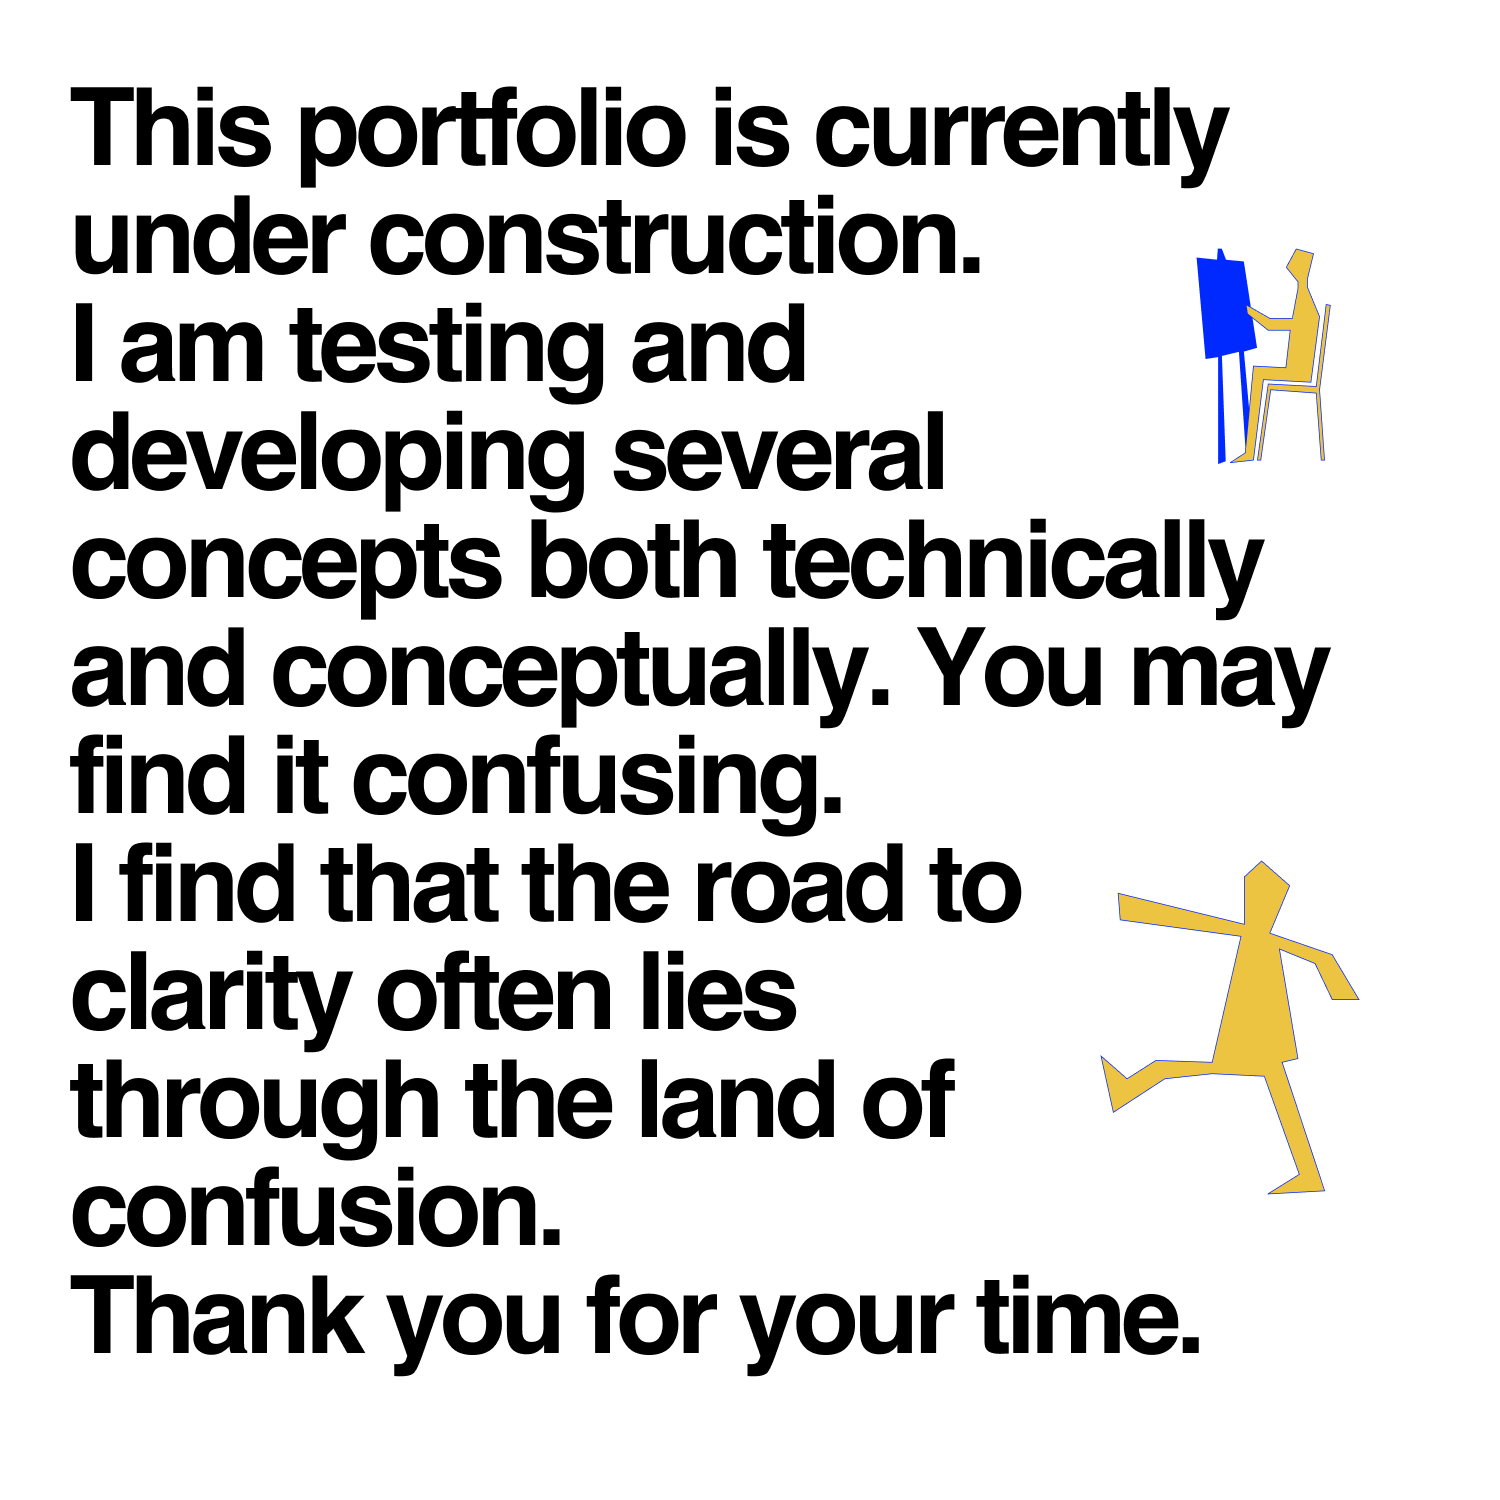 This portfolio is currently
under construction.
I am testing and
developing several
concepts both technically
and conceptually. You may
find it confusing.
I find that the road to
clarity often lies
through the land of
confusion.
Thank you for your time.